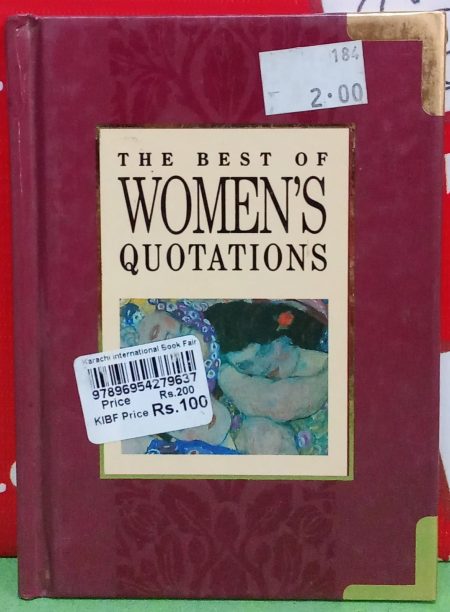 184
2.00
THE BEST OF
WOMEN'S
QUOTATIONS
Karachi International Book Fair
97896954279637
Price Rs.200
KIBF Price Rs.100